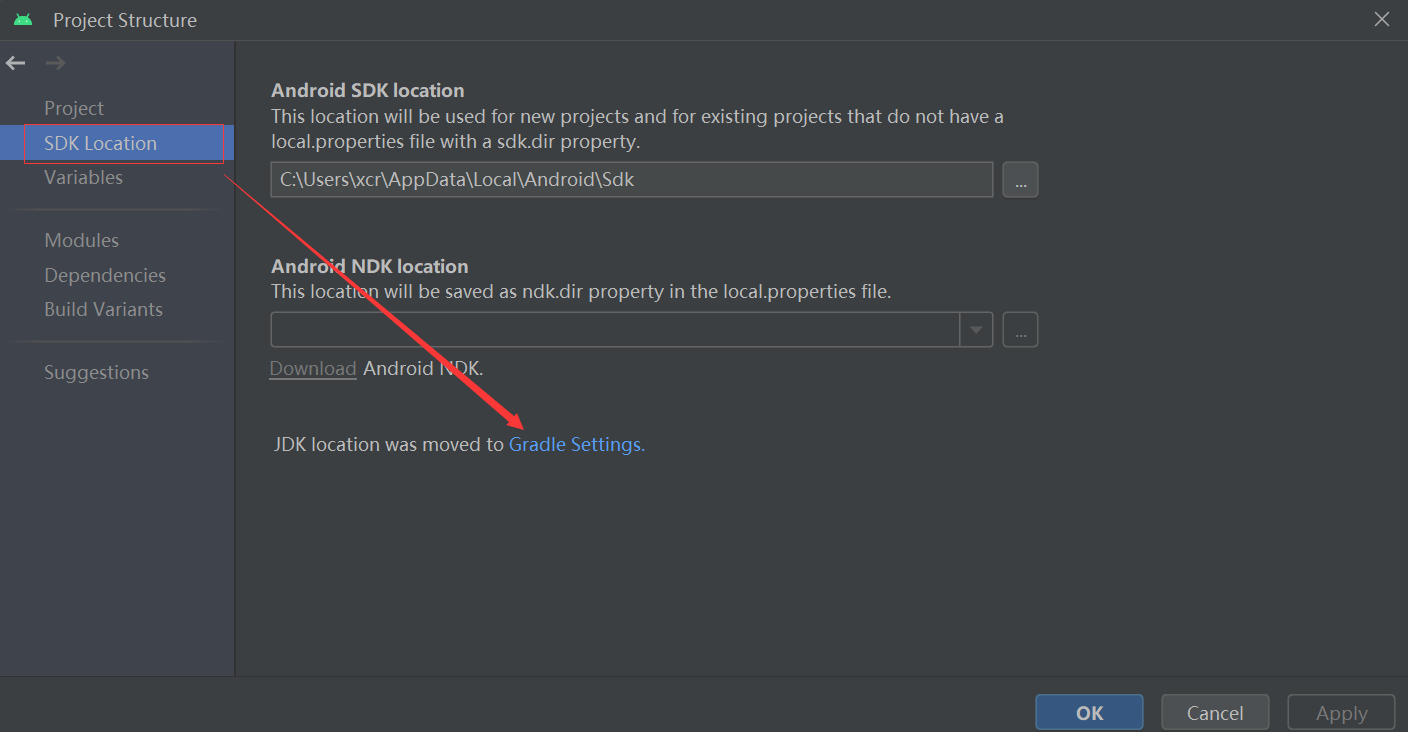 Project Structure
Project
SDK Location
Variables
Modules
Dependencies
Build Variants
Suggestions
Android SDK location
This location will be used for new projects and for existing projects that do not have a
local.properties file with a sdk.dir property.
C:\Users\xcr\AppData\Local\Android\Sdk
...
Android NDK location
This location will be saved as ndk.dir property in the local.properties file.
...
Download Android NDK.
JDK location was moved to Gradle Settings.
OK
Cancel
Apply